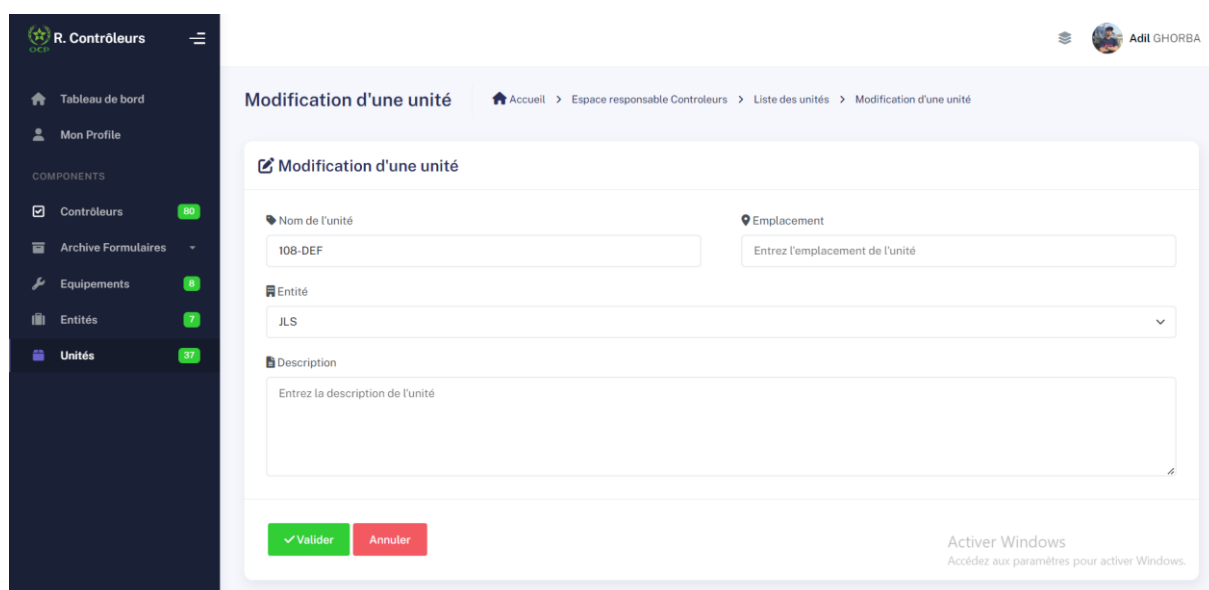 OCP
R. Contrôleurs
Adil GHORBA
Tableau de bord
Mon Profile
COMPONENTS
Contrôleurs 80
Archive Formulaires
Equipements 8
Entités 7
Unités 37
Modification d'une unité
Accueil > Espace responsable Controleurs > Liste des unités > Modification d'une unité
Modification d'une unité
Nom de l'unité
108-DEF
Emplacement
Entrez l'emplacement de l'unité
Entité
JLS
Description
Entrez la description de l'unité
Valider
Annuler
Activer Windows
Accédez aux paramètres pour activer Windows.